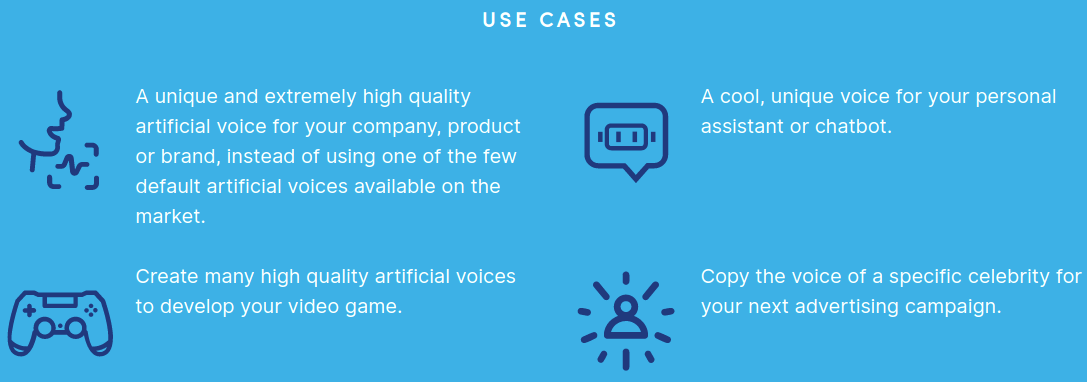 USE CASES
A unique and extremely high quality
artificial voice for your company, product
or brand, instead of using one of the few
default artificial voices available on the
market.
A cool, unique voice for your personal
assistant or chatbot.
Create many high quality artificial voices
to develop your video game.
Copy the voice of a specific celebrity for
your next advertising campaign.